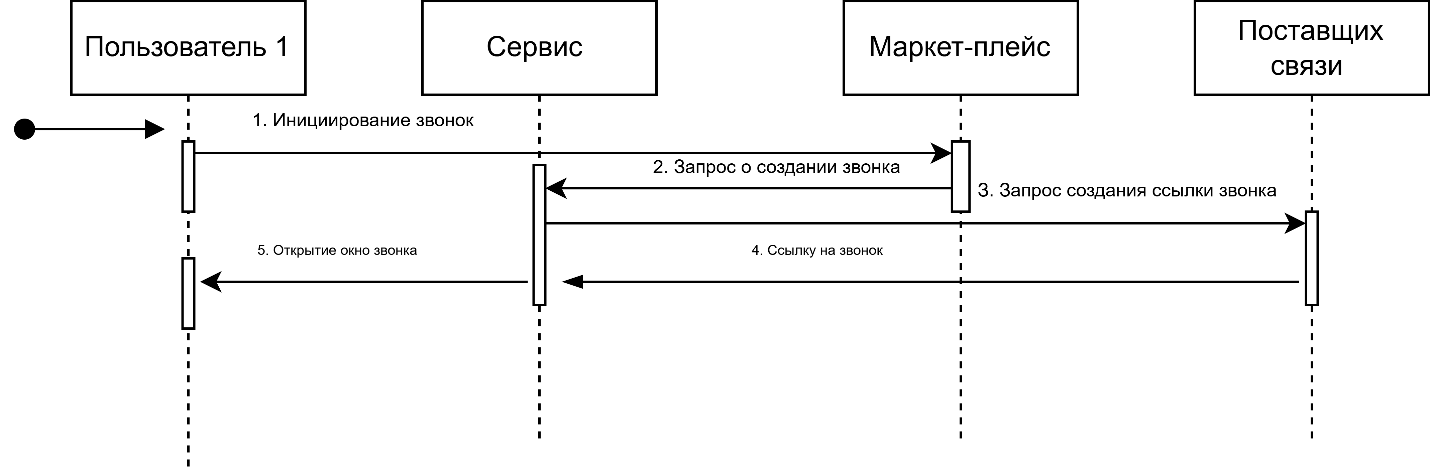 Пользователь 1
Сервис
Маркет-плейс
Поставщих
связи
1. Инициирование звонок
2. Запрос о создании звонка
3. Запрос создания ссылки звонка
5. Открытие окно звонка
4. Ссылку на звонок